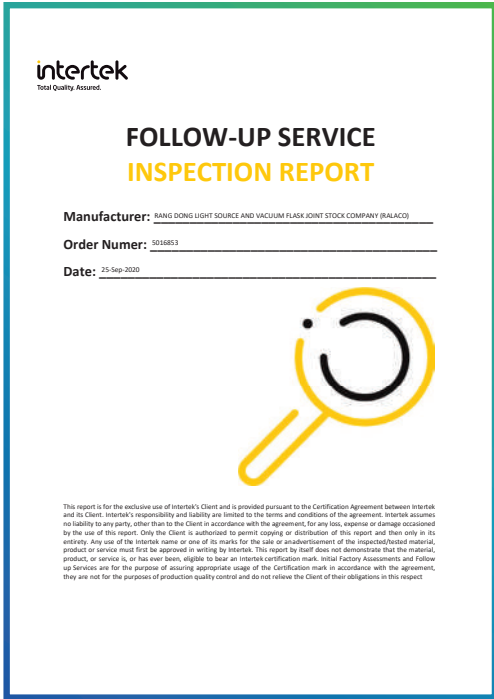 intertek
Total Quality. Assured.
FOLLOW-UP SERVICE
INSPECTION REPORT
Manufacturer: RANG DONG LIGHT SOURCE AND VACUUM FLASK JOINT STOCK COMPANY (RALACO)
Order Numer: 5016853
Date: 25-Sep-2020
This report is for the exclusive use of Intertek's Client and is provided pursuant to the Certification Agreement between Intertek
and its Client. Intertek's responsibility and liability are limited to the terms and conditions of the agreement. Intertek assumes
no liability to any party, other than to the Client in accordance with the agreement, for any loss, expense or damage occasioned
by the use of this report. Only the Client is authorized to permit copying or distribution of this report and then only in its
entirety. Any use of the Intertek name or one of its marks for the sale or anadvertisement of the inspected/tested material,
product or service must first be approved in writing by Intertek. This report by itself does not demonstrate that the material,
product, or service is, or has ever been, eligible to bear an Intertek certification mark. Initial Factory Assessments and Follow
up Services are for the purpose of assuring appropriate usage of the Certification mark in accordance with the agreement,
they are not for the purposes of production quality control and do not relieve the Client of their obligations in this respect